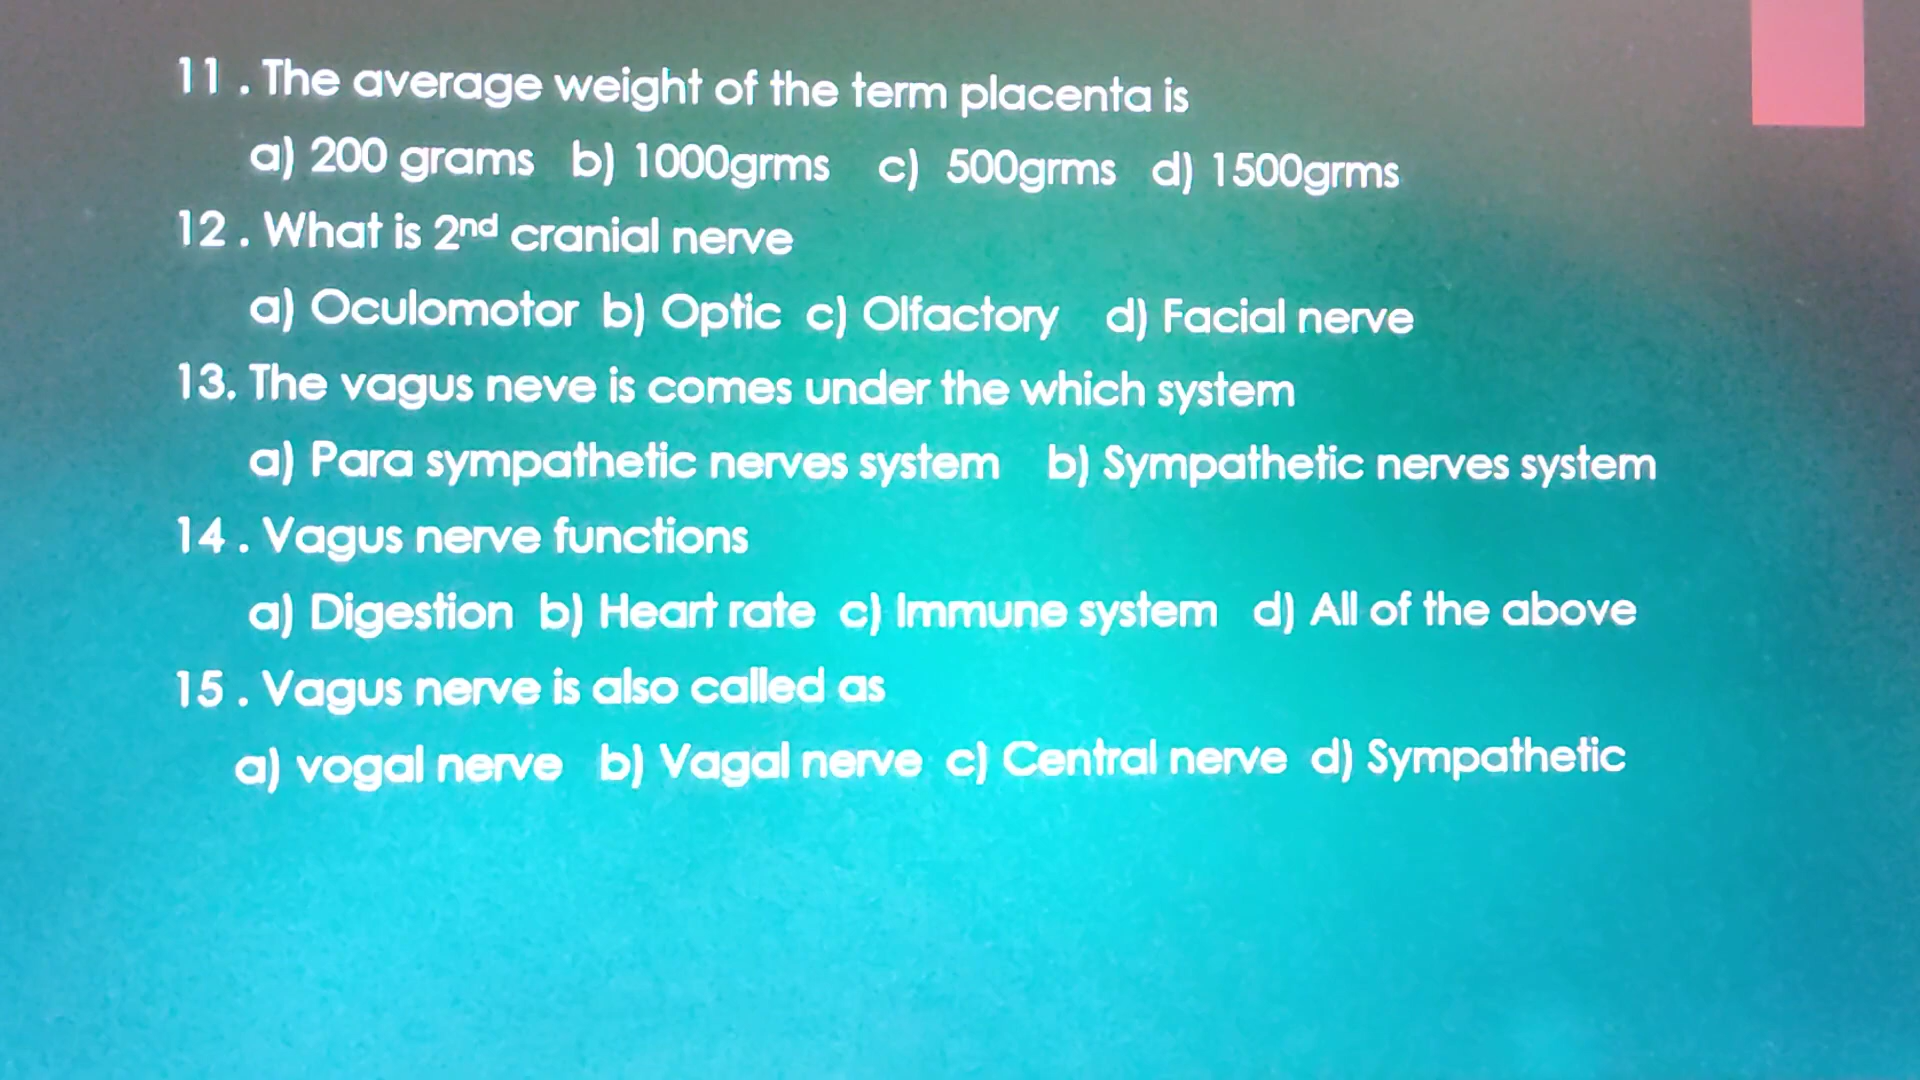 11 . The average weight of the term placenta is
a) 200 grams b) 1000grms c) 500grms d) 1500grms
12 . What is 2nd cranial nerve
a) Oculomotor b) Optic c) Olfactory d) Facial nerve
13. The vagus neve is comes under the which system
a) Para sympathetic nerves system b) Sympathetic nerves system
14 . Vagus nerve functions
a) Digestion b) Heart rate c) Immune system d) All of the above
15 . Vagus nerve is also called as
a) vogal nerve b) Vagal nerve c) Central nerve d) Sympathetic